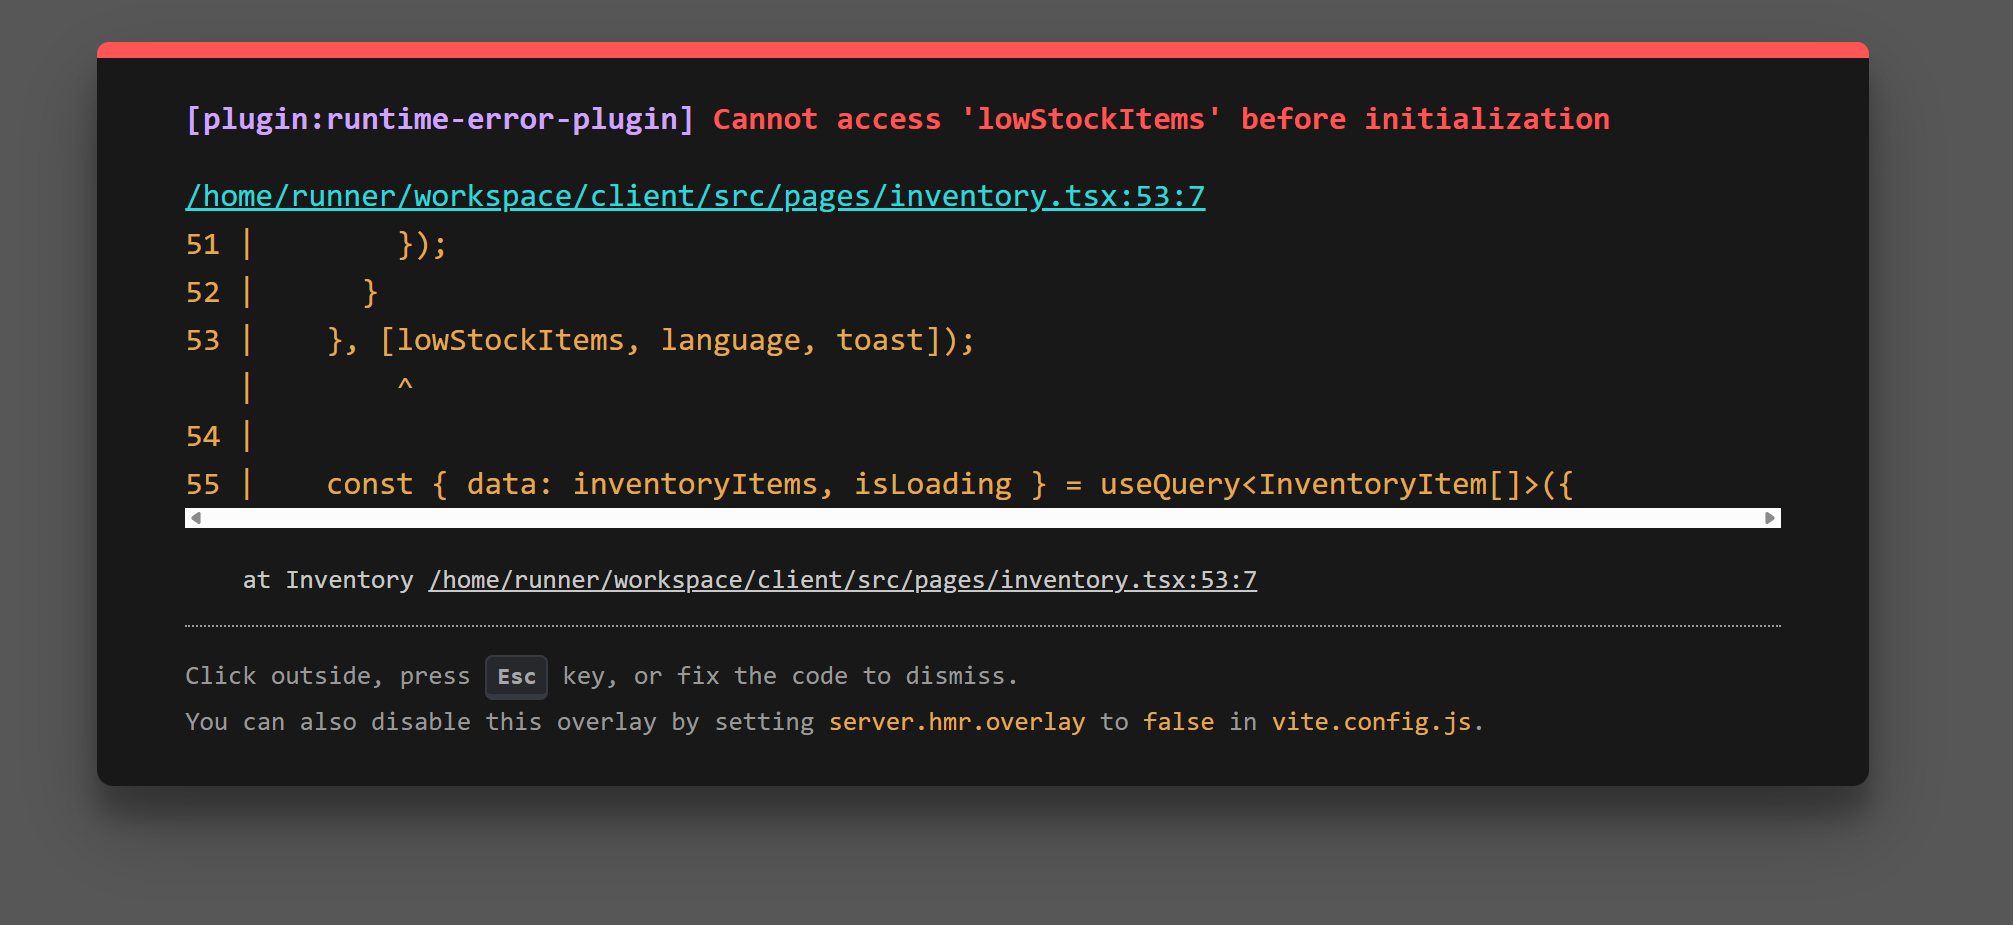 [plugin:runtime-error-plugin] Cannot access 'lowStockItems' before initialization
/home/runner/workspace/client/src/pages/inventory.tsx:53:7
51 |        });
52 |      }
53 |    }, [lowStockItems, language, toast]);
   |        ^
54 |
55 |    const { data: inventoryItems, isLoading } = useQuery<InventoryItem[]>({
at Inventory /home/runner/workspace/client/src/pages/inventory.tsx:53:7
Click outside, press Esc key, or fix the code to dismiss.
You can also disable this overlay by setting server.hmr.overlay to false in vite.config.js.